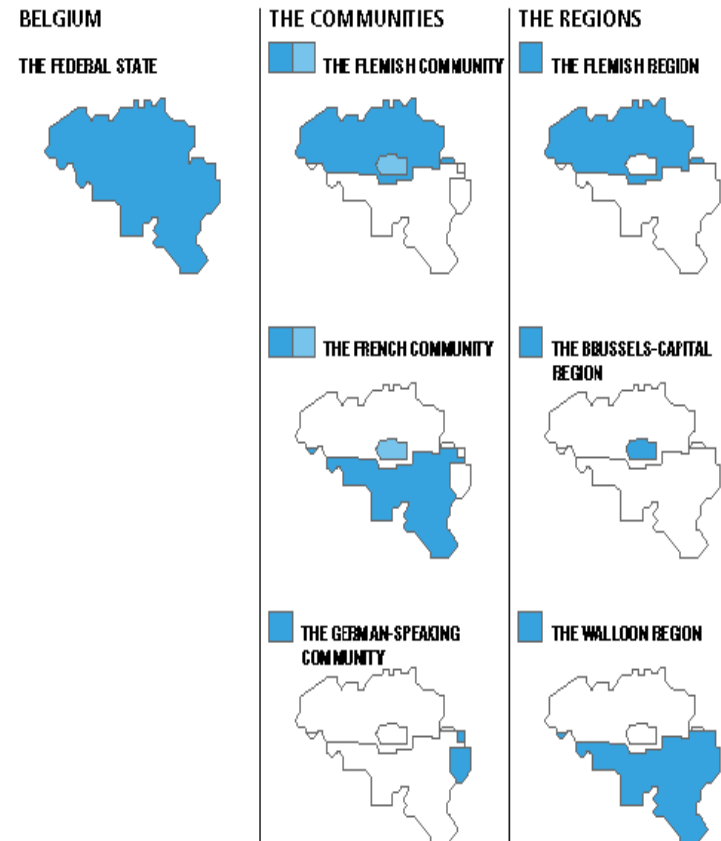 BELGIUM
THE FEDERAL STATE
THE COMMUNITIES
THE FLEMISH COMMUNITY
THE FRENCH COMMUNITY
THE GERMAN-SPEAKING
COMMUNITY
THE REGIONS
THE FLEMISH REGION
THE BRUSSELS-CAPITAL
REGION
THE WALLOON REGION